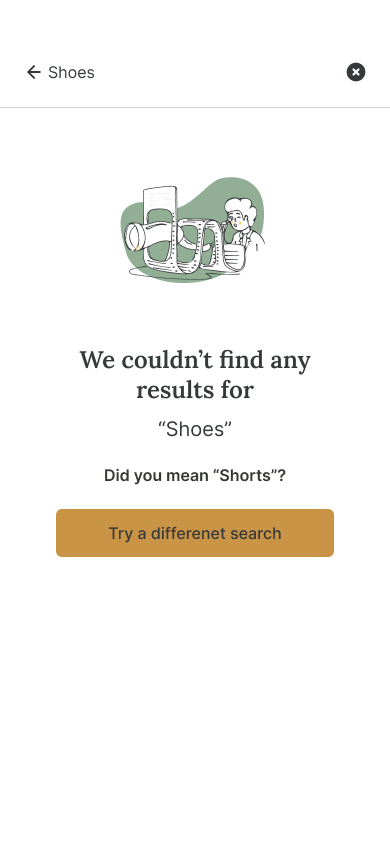 Shoes
We couldn’t find any
results for
“Shoes”
Did you mean “Shorts”?
Try a differenet search